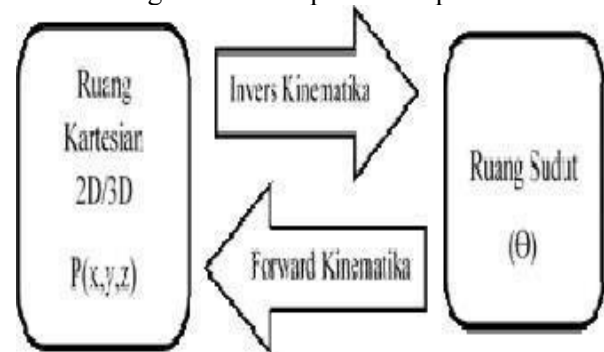 Ruang
Kartesian
2D/3D
P(x,y,z)
Invers Kinematika
Forward Kinematika
Ruang Sudut
(θ)